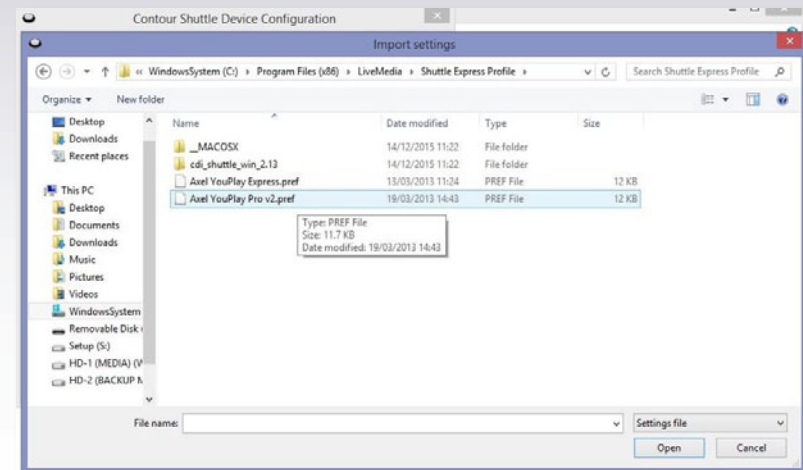 Contour Shuttle Device Configuration
Import settings
« WindowsSystem (C:) › Program Files (x86) › LiveMedia › Shuttle Express Profile ›
Search Shuttle Express Profile
Organize New folder
Desktop
Downloads
Recent places
This PC
Desktop
Documents
Downloads
Music
Pictures
Videos
WindowsSystem
Removable Disk
Setup (S:)
HD-1 (MEDIA) (W
HD-2 (BACKUP M
Name Date modified Type Size
__MACOSX 14/12/2015 11:22 File folder
cdi_shuttle_win_2.13 14/12/2015 11:22 File folder
Axel YouPlay Express.pref 13/03/2013 11:24 PREF File 12 KB
Axel YouPlay Pro v2.pref 19/03/2013 14:43 PREF File 12 KB
Type: PREF File
Size: 11.7 KB
Date modified: 19/03/2013 14:43
File name:
Settings file
Open Cancel